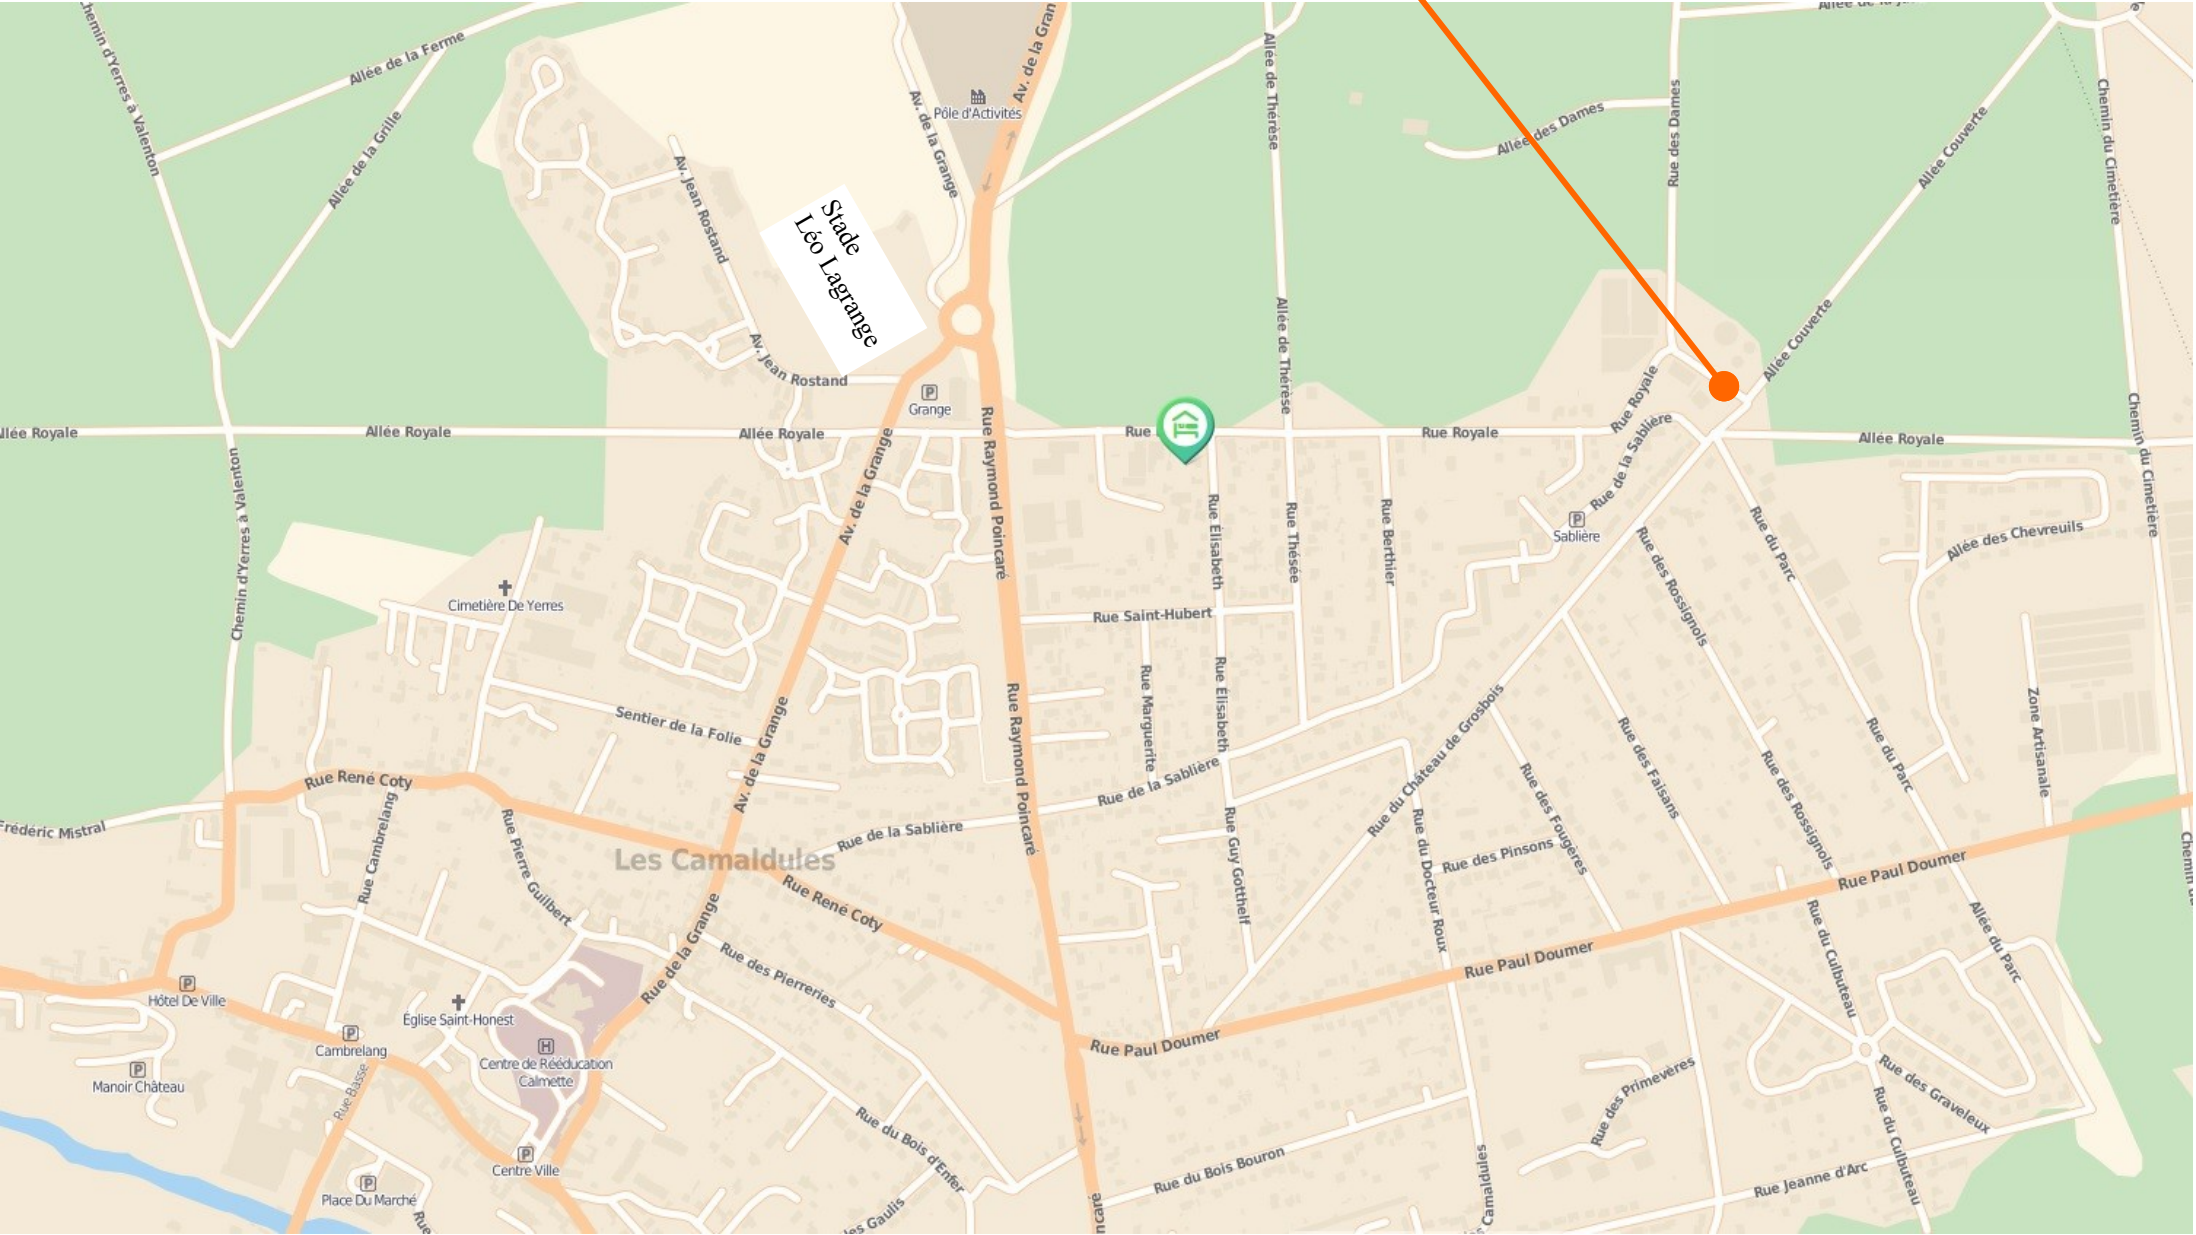 Chemin d'Yerres à Valenton
Allée de la Ferme
Allée de la Grille
Av. de la Grange
Pôle d'Activités
Av. de la Gran
Allée de Thérèse
Allée des Dames
Rue des Dames
Allée Couverte
Chemin du Cimetière
Av. Jean Rostand
Stade
Léo Lagrange
Av. Jean Rostand
Allée de Thérèse
Allée Couverte
P
Grange
llée Royale
Allée Royale
Allée Royale
Rue
Rue Royale
Rue Royale
Allée Royale
Chemin du Cimetière
Chemin d'Yerres à Valenton
Av. de la Grange
Rue Raymond Poincaré
Rue Élisabeth
Rue Thésée
Rue Berthier
Rue de la Sablière
P
Sablière
Rue des Rossignols
Rue du Parc
Allée des Chevreuils
Cimetière De Yerres
Rue Saint-Hubert
Rue Marguerite
Rue Élisabeth
Sentier de la Folie
Av. de la Grange
Rue Raymond Poincaré
Rue de la Sablière
Rue du Château de Grosbois
Rue des Faisans
Rue du Parc
Zone Artisanale
Rue René Coty
Frédéric Mistral
Rue Cambrelang
Rue Pierre Guilbert
Les Camaldules
Rue de la Sablière
Rue Guy Gotthelf
Rue du Docteur Roux
Rue des Pinsons
Rue des Fougères
Rue des Rossignols
Rue Paul Doumer
Rue René Coty
Rue de la Grange
Rue des Pierreries
Rue Paul Doumer
Rue du Culbuteau
Allée du Parc
P
Hôtel De Ville
Église Saint-Honest
P
Cambrelang
H
Centre de Rééducation
Calmette
Rue Paul Doumer
P
Manoir Château
Rue Basse
Rue des Primevères
Rue des Graveleux
Rue du Bois d'Enfer
Rue du Culbuteau
P
Centre Ville
Rue du Bois Bouron
Camaldules
Rue Jeanne d'Arc
P
Place Du Marché
Rue
es Gaulis
ncaré